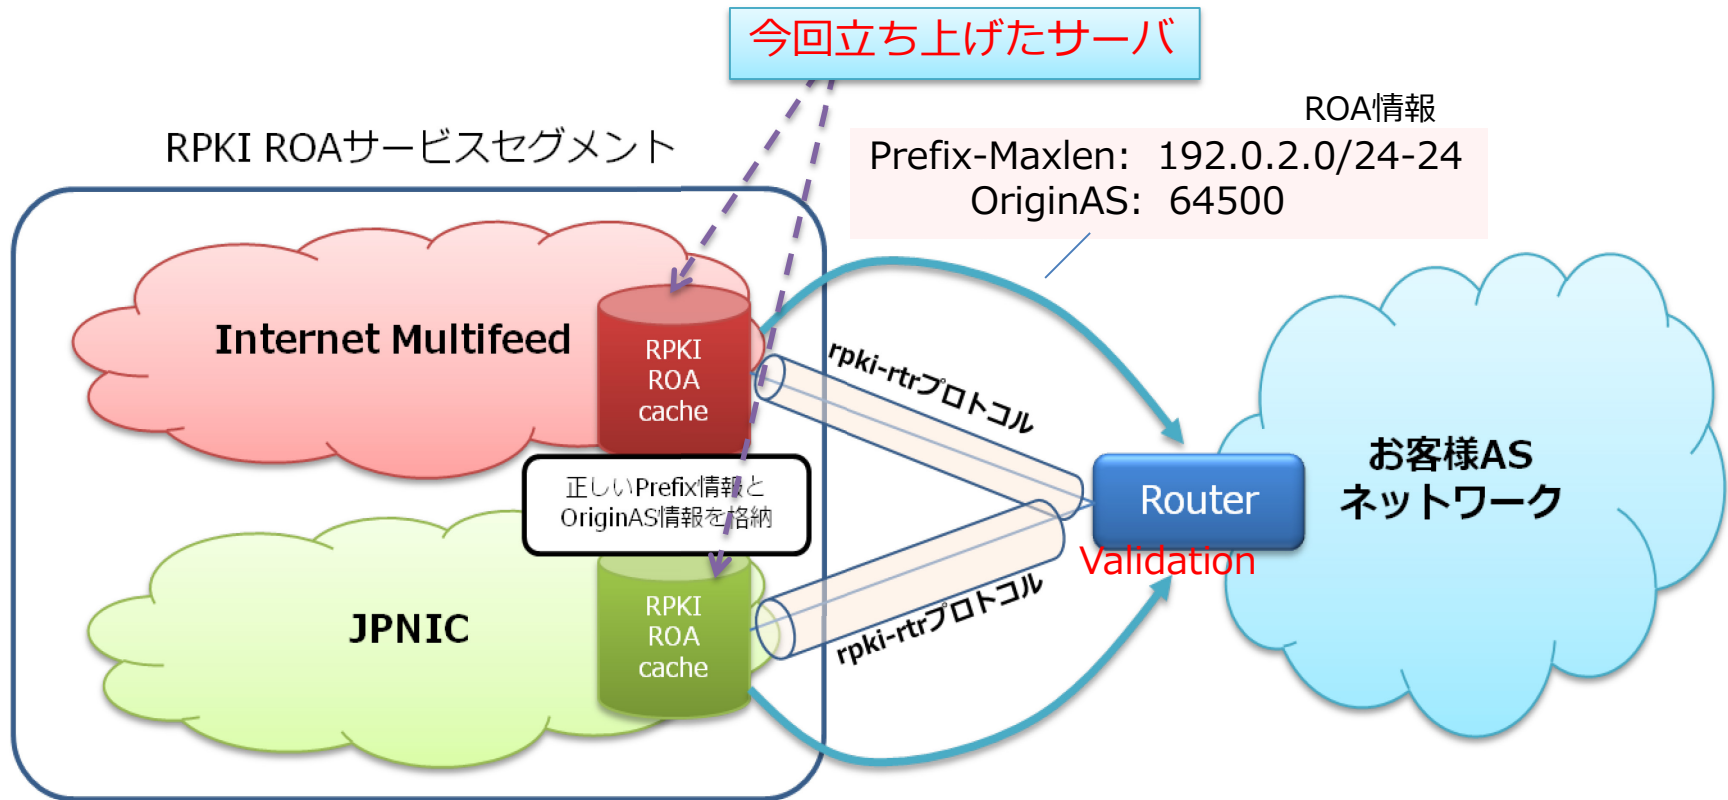 今回立ち上げたサーバ
ROA情報
Prefix-Maxlen: 192.0.2.0/24-24
OriginAS: 64500
RPKI ROAサービスセグメント
Internet Multifeed
RPKI
ROA
cache
rpki-rtrプロトコル
正しいPrefix情報と
OriginAS情報を格納
Router
Validation
お客様AS
ネットワーク
JPNIC
RPKI
ROA
cache
rpki-rtrプロトコル